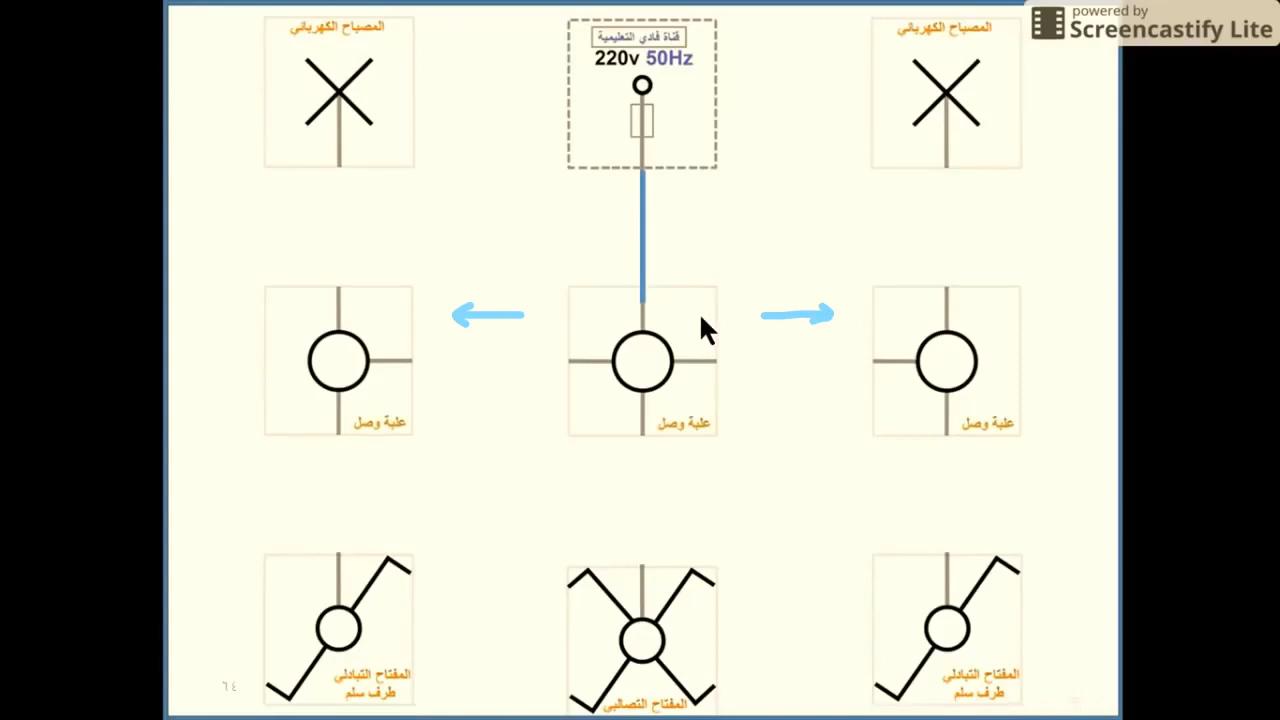 powered by
Screencastify Lite
المصباح الكهربائي
قناة فادي التعليمية
220v 50Hz
المصباح الكهربائي
علبة وصل
علبة وصل
علبة وصل
المفتاح التبادلي
طرف سلم
المفتاح التصالبي
المفتاح التبادلي
طرف سلم
٦٤